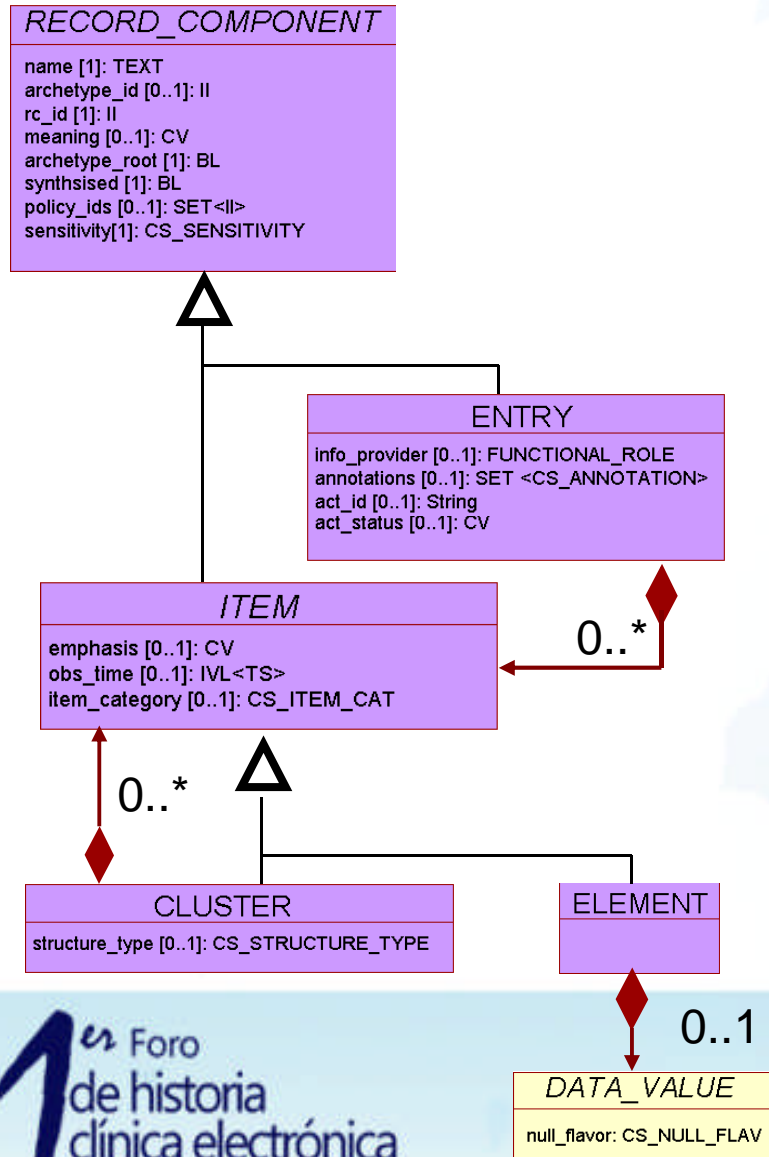 RECORD_COMPONENT
name [1]: TEXT
archetype_id [0..1]: II
rc_id [1]: II
meaning [0..1]: CV
archetype_root [1]: BL
synthsised [1]: BL
policy_ids [0..1]: SET<II>
sensitivity[1]: CS_SENSITIVITY
ENTRY
info_provider [0..1]: FUNCTIONAL_ROLE
annotations [0..1]: SET <CS_ANNOTATION>
act_id [0..1]: String
act_status [0..1]: CV
0..*
ITEM
emphasis [0..1]: CV
obs_time [0..1]: IVL<TS>
item_category [0..1]: CS_ITEM_CAT
0..*
CLUSTER
structure_type [0..1]: CS_STRUCTURE_TYPE
ELEMENT
0..1
DATA_VALUE
null_flavor: CS_NULL_FLAV
1er Foro
de historia
clínica electrónica